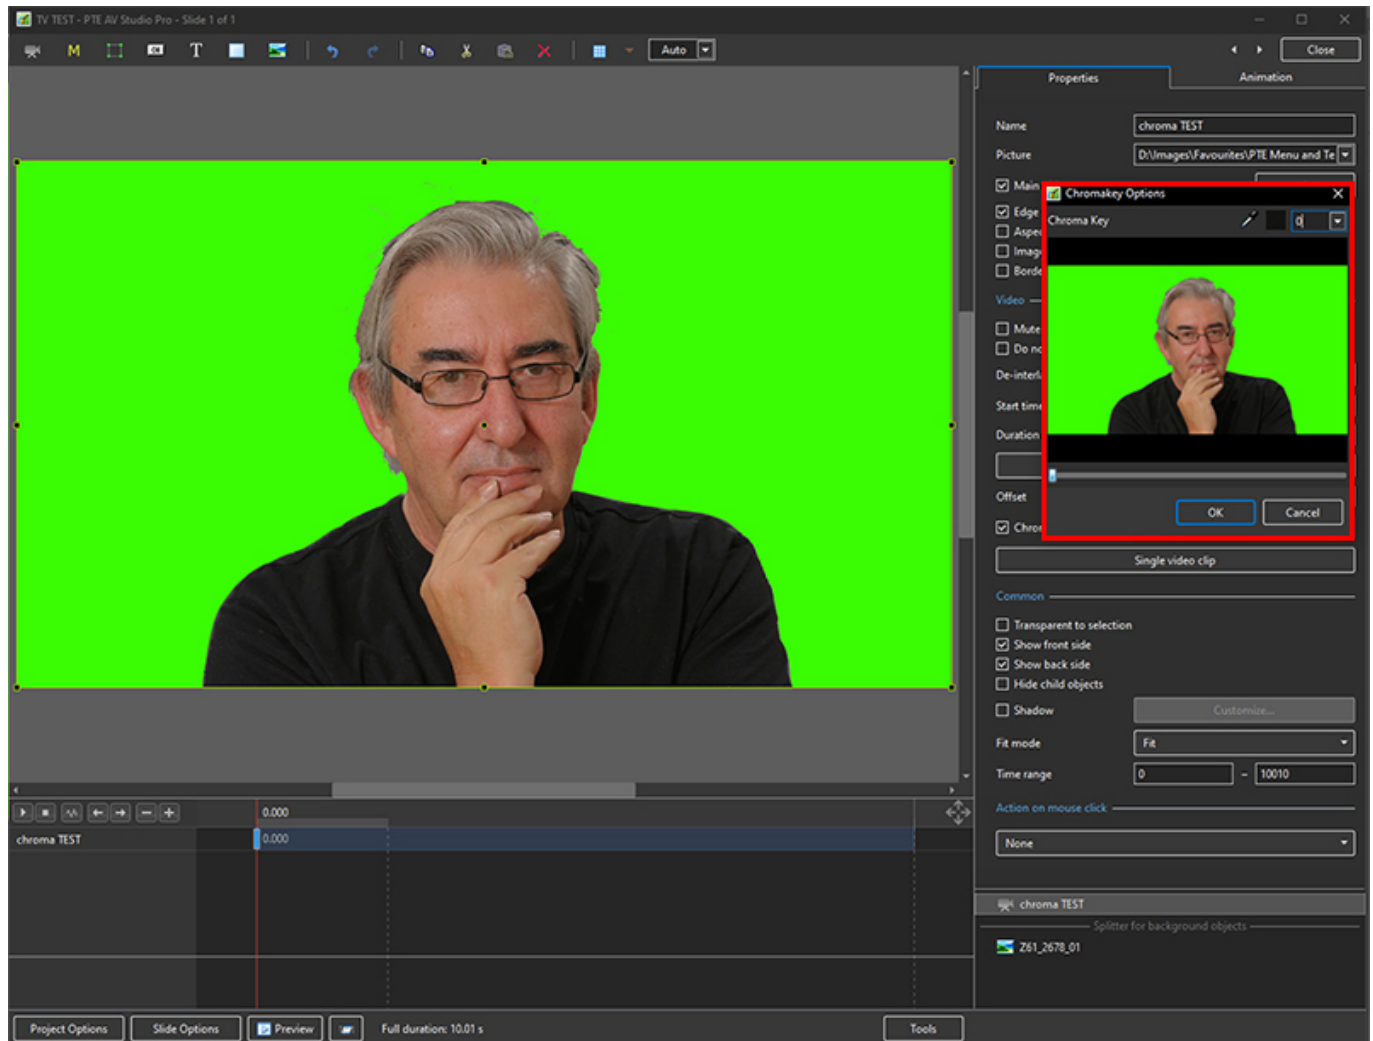 TV TEST - PTE AV Studio Pro - Slide 1 of 1
M
OK
T
Auto
Close
Properties
Animation
Name
chroma TEST
Picture
D:\Images\Favourites\PTE Menu and Te
Main
Edge
Aspe
Imag
Borde
Video
Mute
Do no
De-interl
Start time
Duration
Offset
Chro
Chromakey Options
Chroma Key
0
OK
Cancel
Single video clip
Common
Transparent to selection
Show front side
Show back side
Hide child objects
Shadow
Customize...
Fit mode
Fit
Time range
0
–
10010
Action on mouse click
None
0.000
chroma TEST
0.000
chroma TEST
Splitter for background objects
Z61_2678_01
Project Options
Slide Options
Preview
Full duration: 10.01 s
Tools